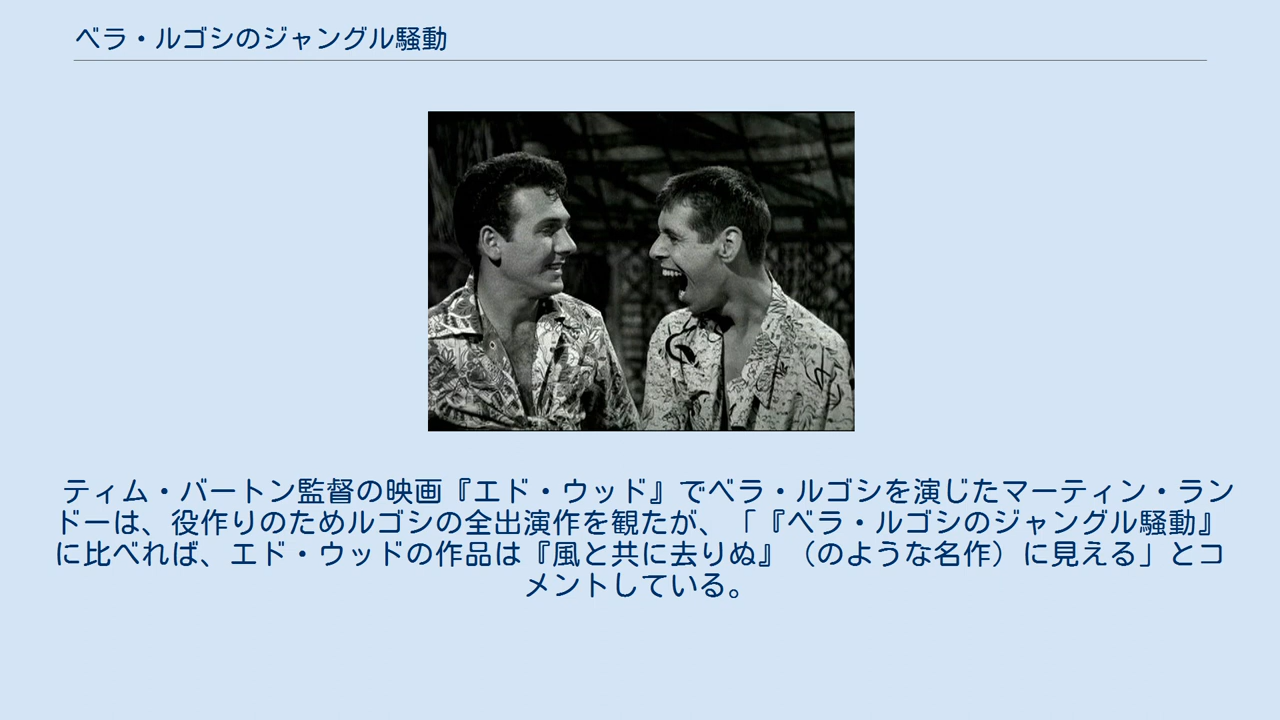 ベラ・ルゴシのジャングル騒動
ティム・バートン監督の映画『エド・ウッド』でベラ・ルゴシを演じたマーティン・ラン
ドーは、役作りのためルゴシの全出演作を観たが、「『ベラ・ルゴシのジャングル騒動』
に比べれば、エド・ウッドの作品は『風と共に去りぬ』（のような名作）に見える」とコ
メントしている。